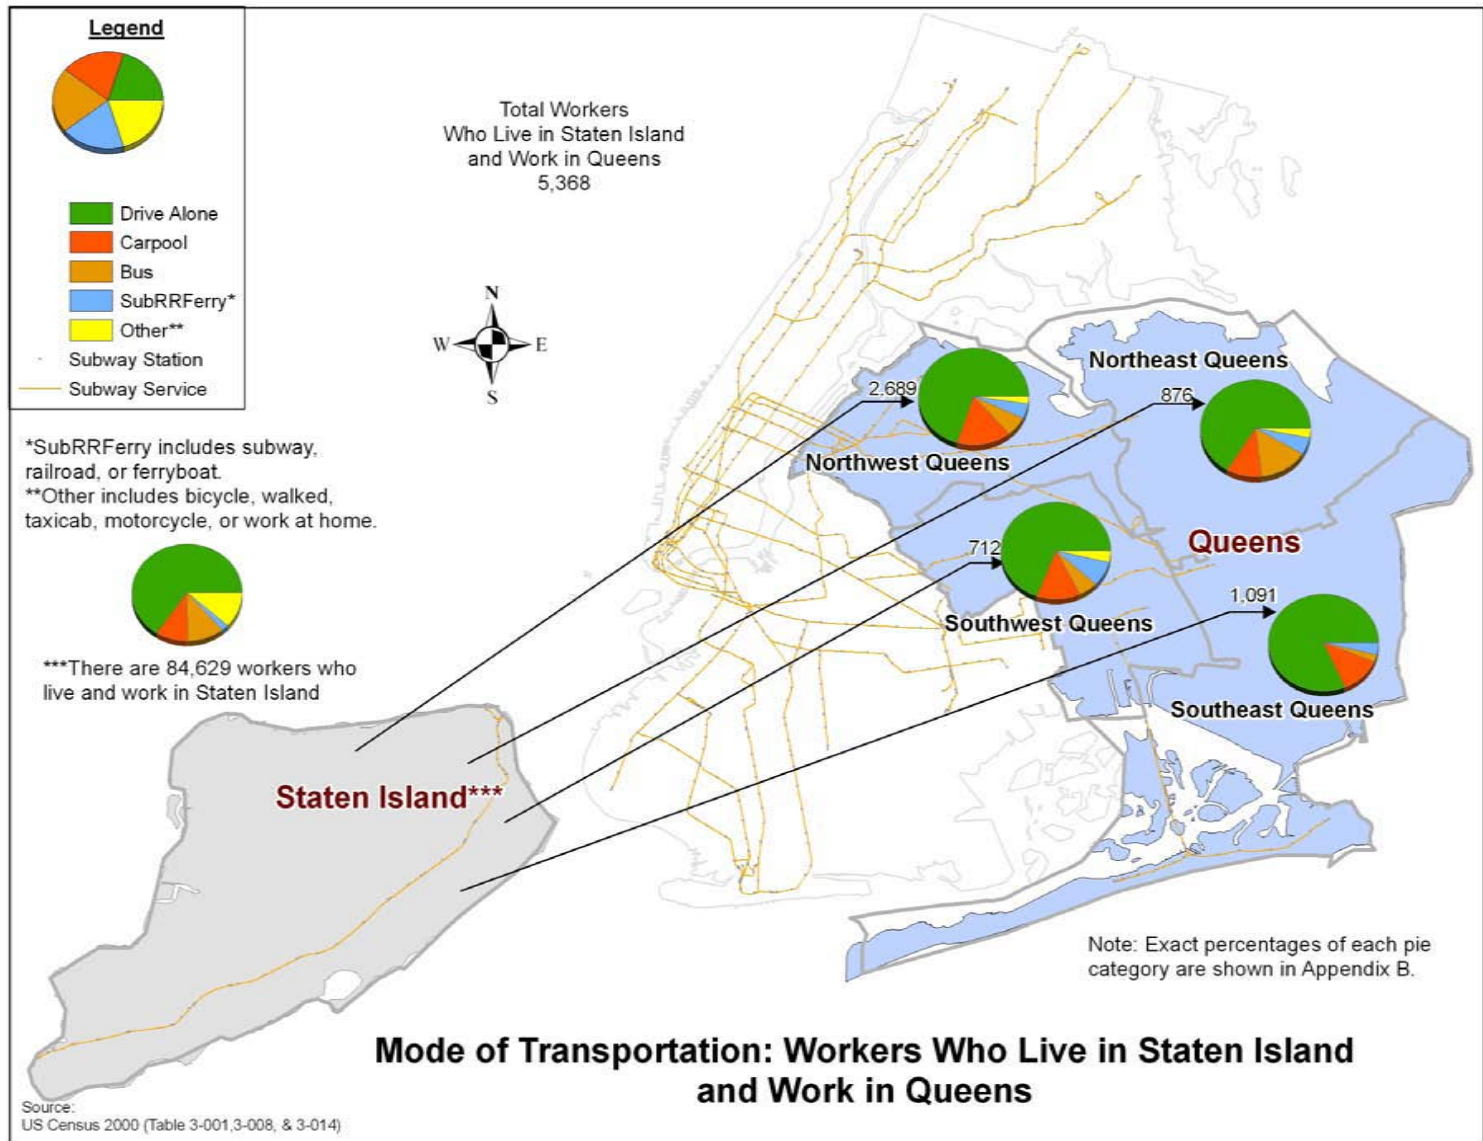 Legend
Drive Alone
Carpool
Bus
SubRRFerry*
Other**
Subway Station
Subway Service
Total Workers
Who Live in Staten Island
and Work in Queens
5,368
N
W
E
S
*SubRRFerry includes subway,
railroad, or ferryboat.
**Other includes bicycle, walked,
taxicab, motorcycle, or work at home.
***There are 84,629 workers who
live and work in Staten Island
Northeast Queens
2,689
876
Northwest Queens
Queens
712
1,091
Southwest Queens
Southeast Queens
Staten Island***
Note: Exact percentages of each pie
category are shown in Appendix B.
Mode of Transportation: Workers Who Live in Staten Island
and Work in Queens
Source:
US Census 2000 (Table 3-001,3-008, & 3-014)